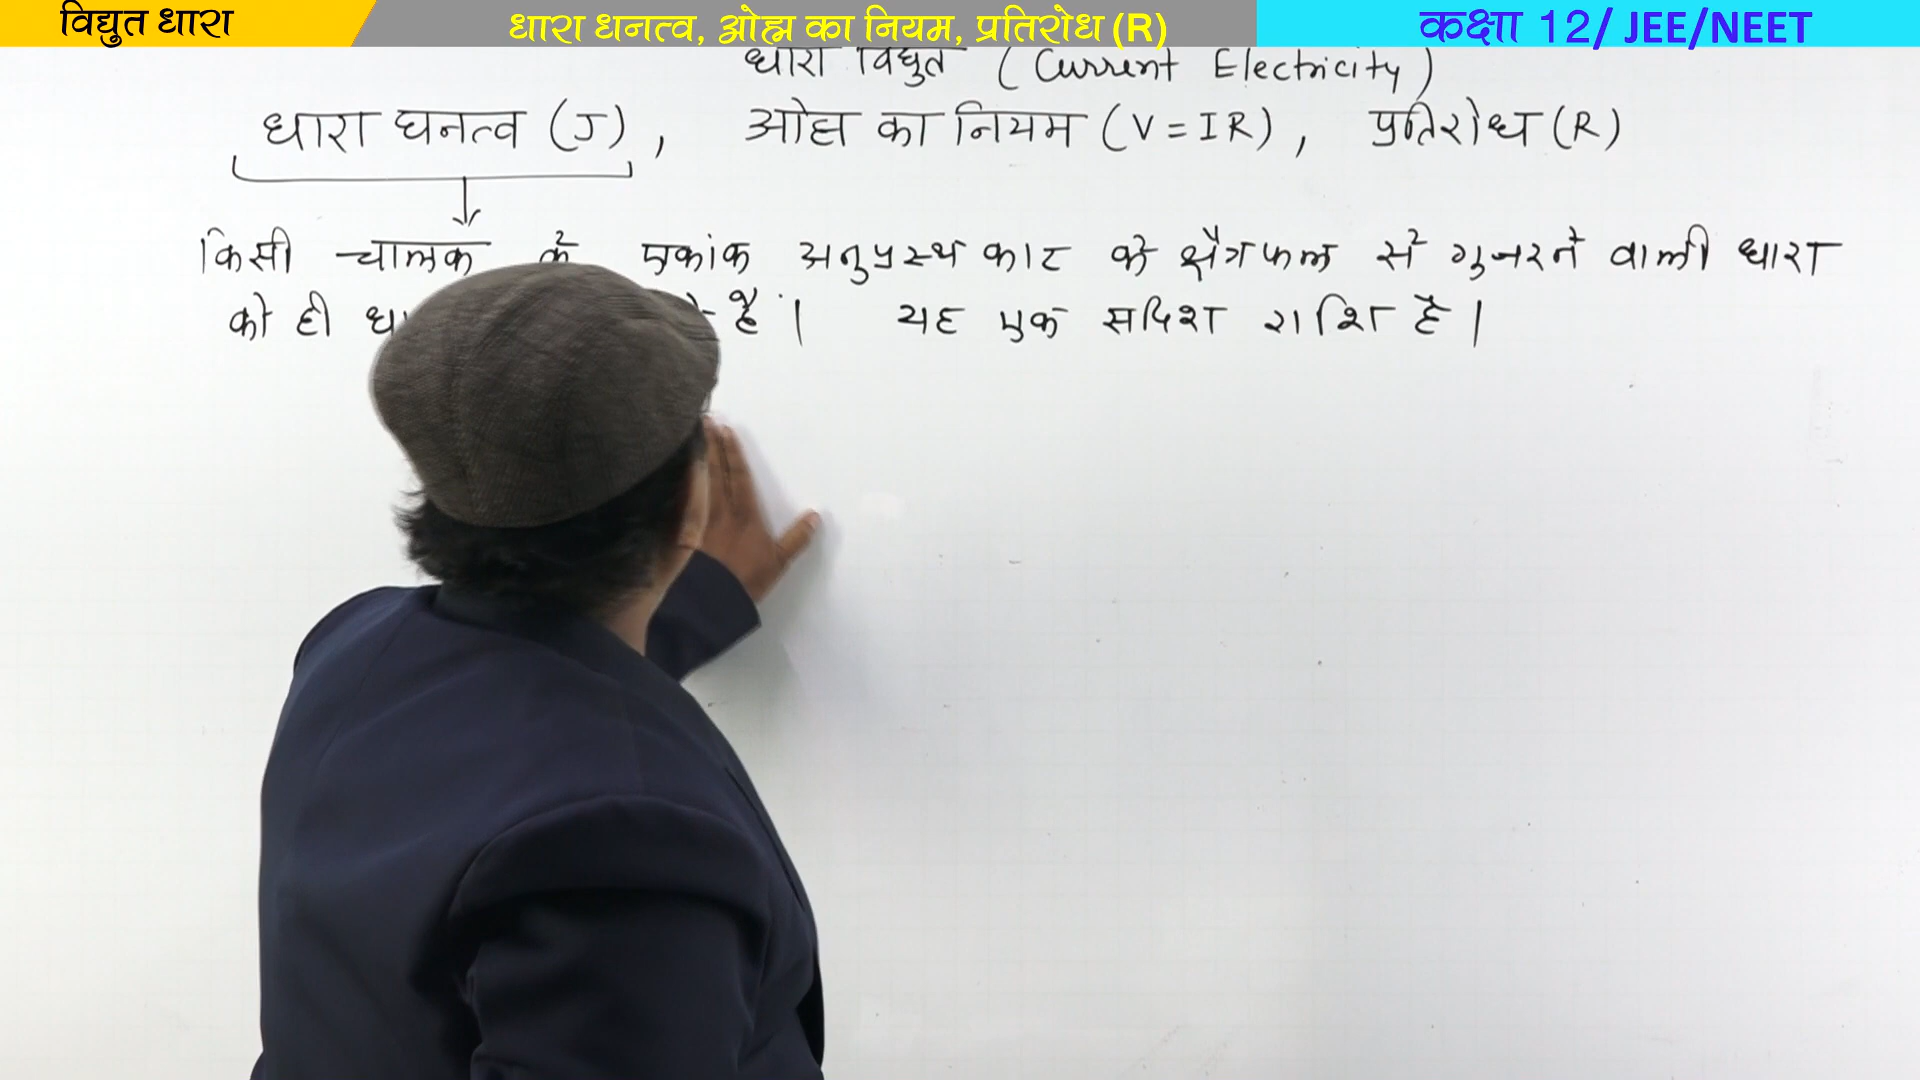 विद्युत धारा
धारा घनत्व, ओह्म का नियम, प्रतिरोध (R)
कक्षा 12/ JEE/NEET
धारा विद्युत (Current Electricity)
धारा घनत्व (J), ओह्म का नियम (V=IR), प्रतिरोध (R)
किसी चालक के एकांक अनुप्रस्थ काट के क्षेत्रफल से गुजरने वाली धारा
को ही है। यह एक सदिश राशि है।